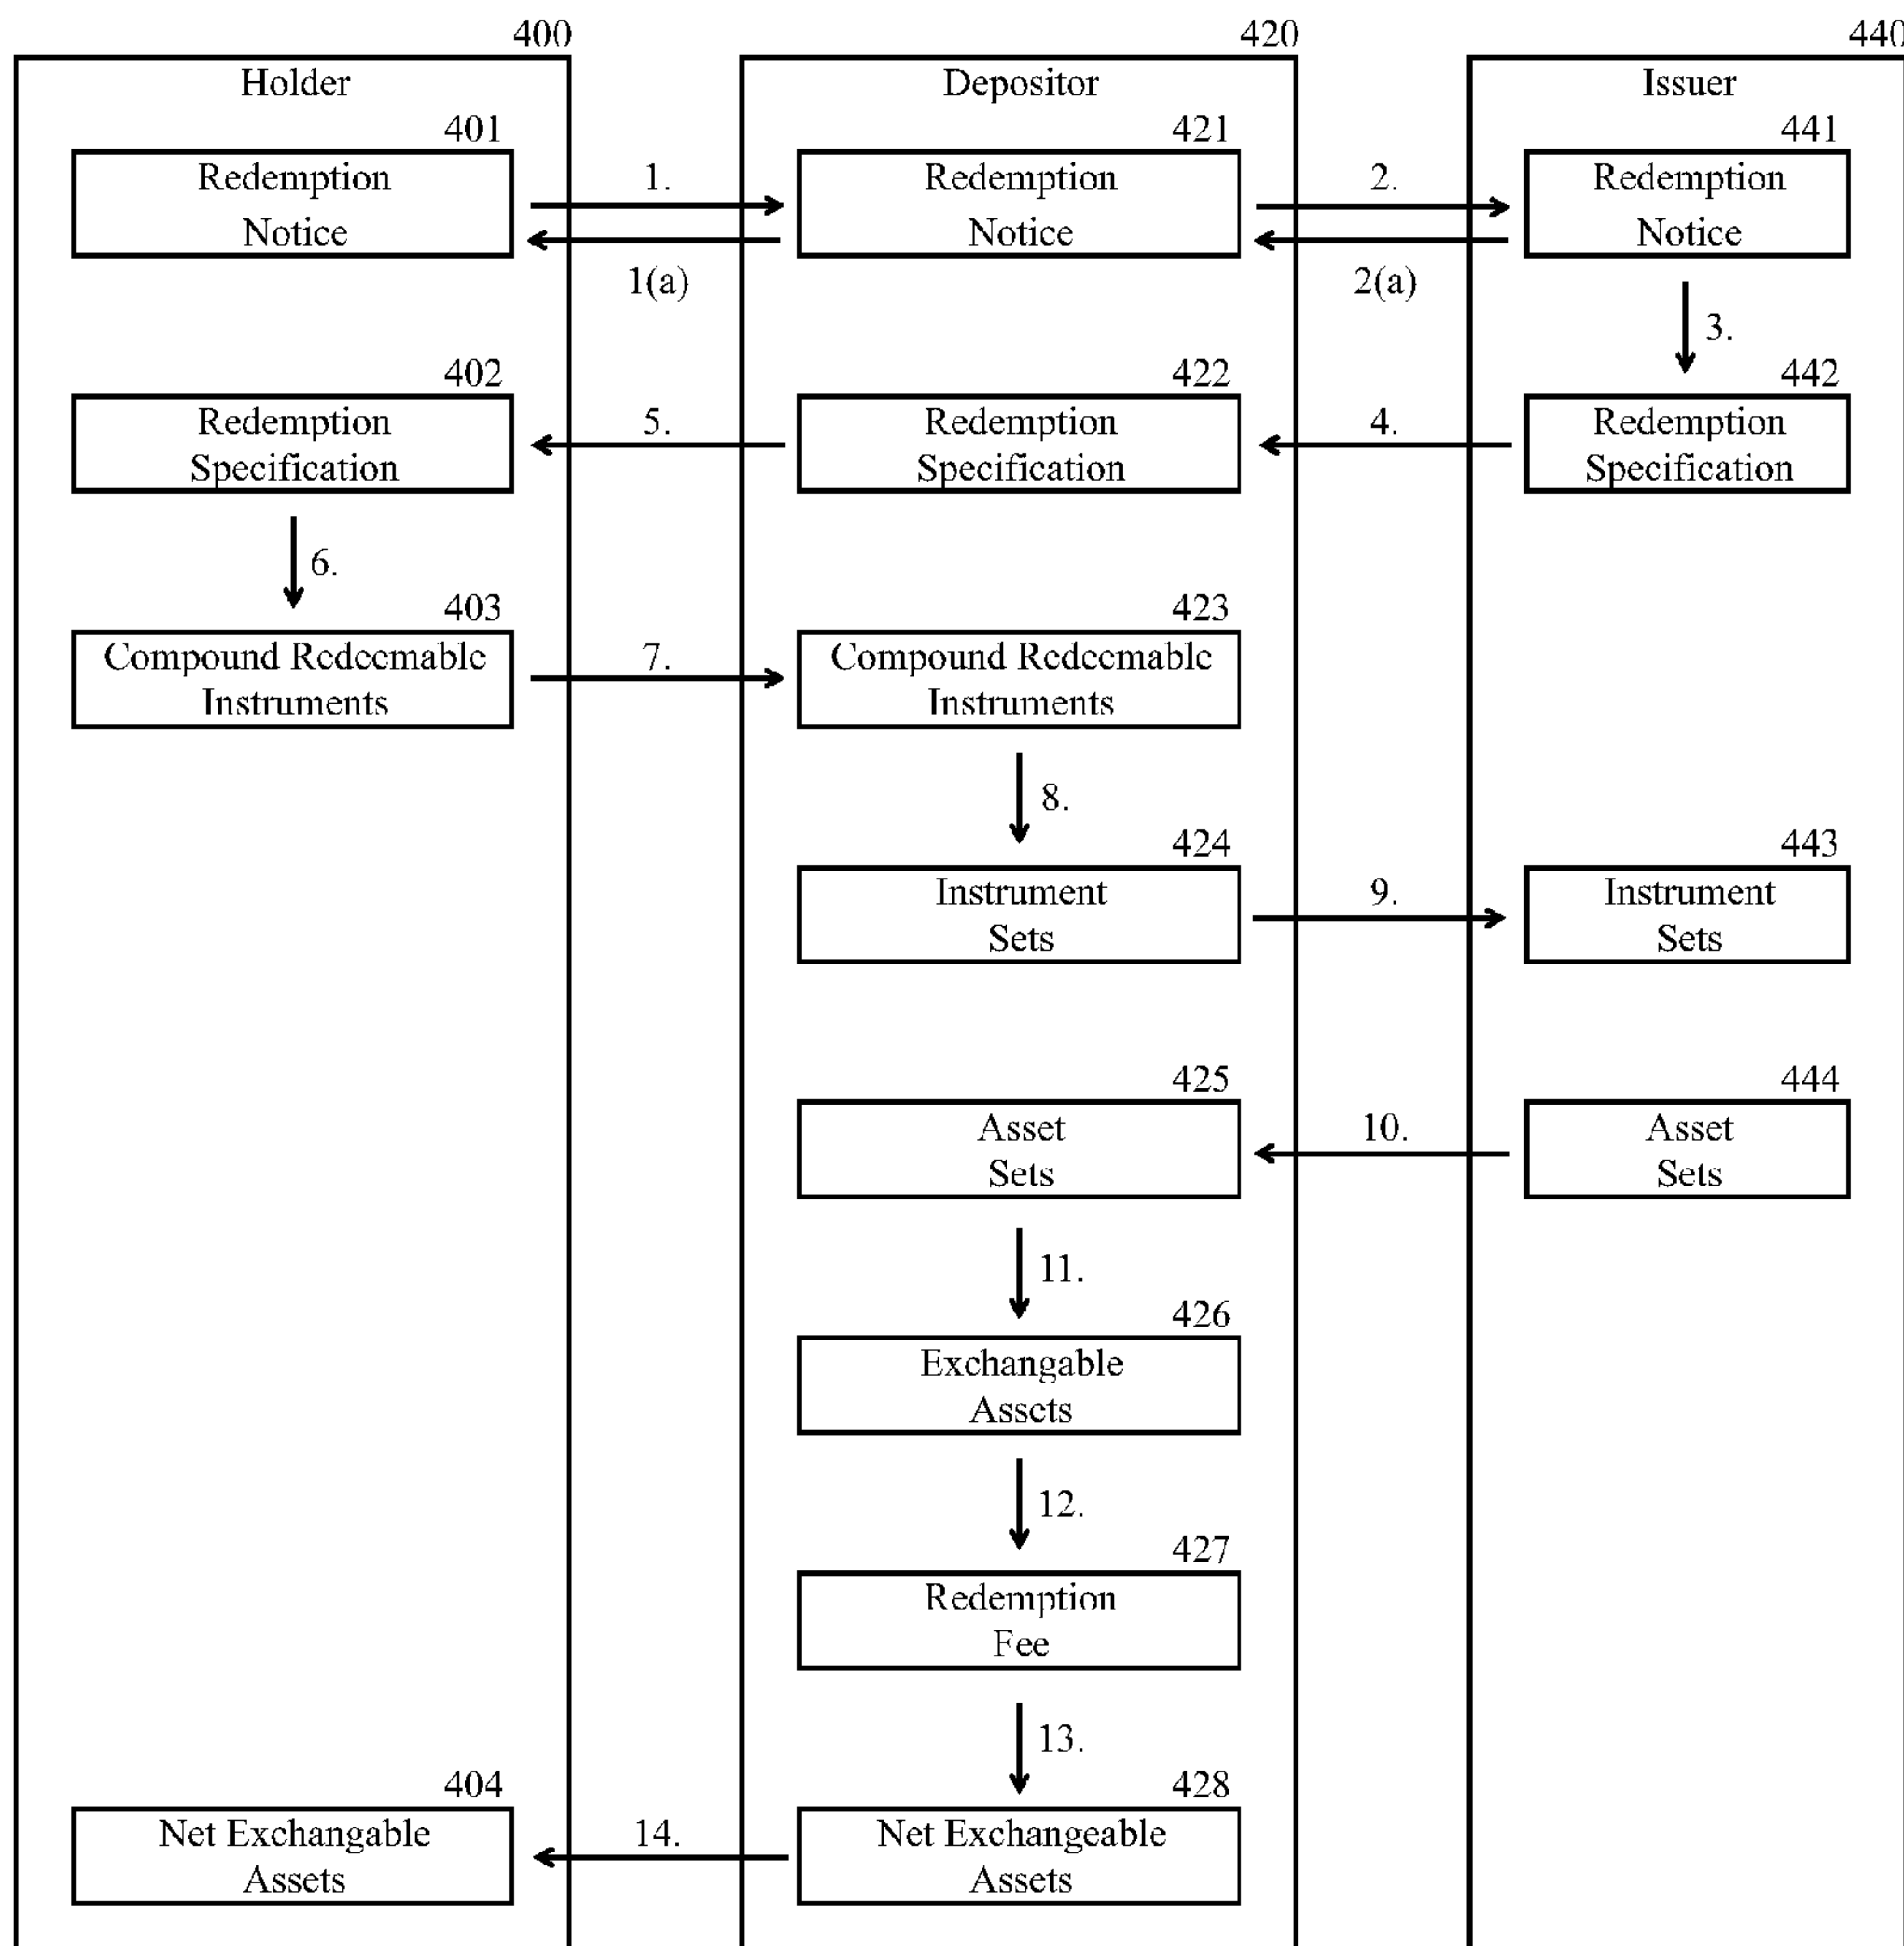 400
420
440
Holder
Depositor
Issuer
401
421
441
Redemption
Notice
1.
1(a)
Redemption
Notice
2.
2(a)
Redemption
Notice
3.
402
422
442
Redemption
Specification
5.
Redemption
Specification
4.
Redemption
Specification
6.
403
423
Compound Redeemable
Instruments
7.
Compound Redeemable
Instruments
8.
424
443
Instrument
Sets
9.
Instrument
Sets
425
444
Asset
Sets
10.
Asset
Sets
11.
426
Exchangable
Assets
12.
427
Redemption
Fee
13.
404
428
Net Exchangable
Assets
14.
Net Exchangeable
Assets